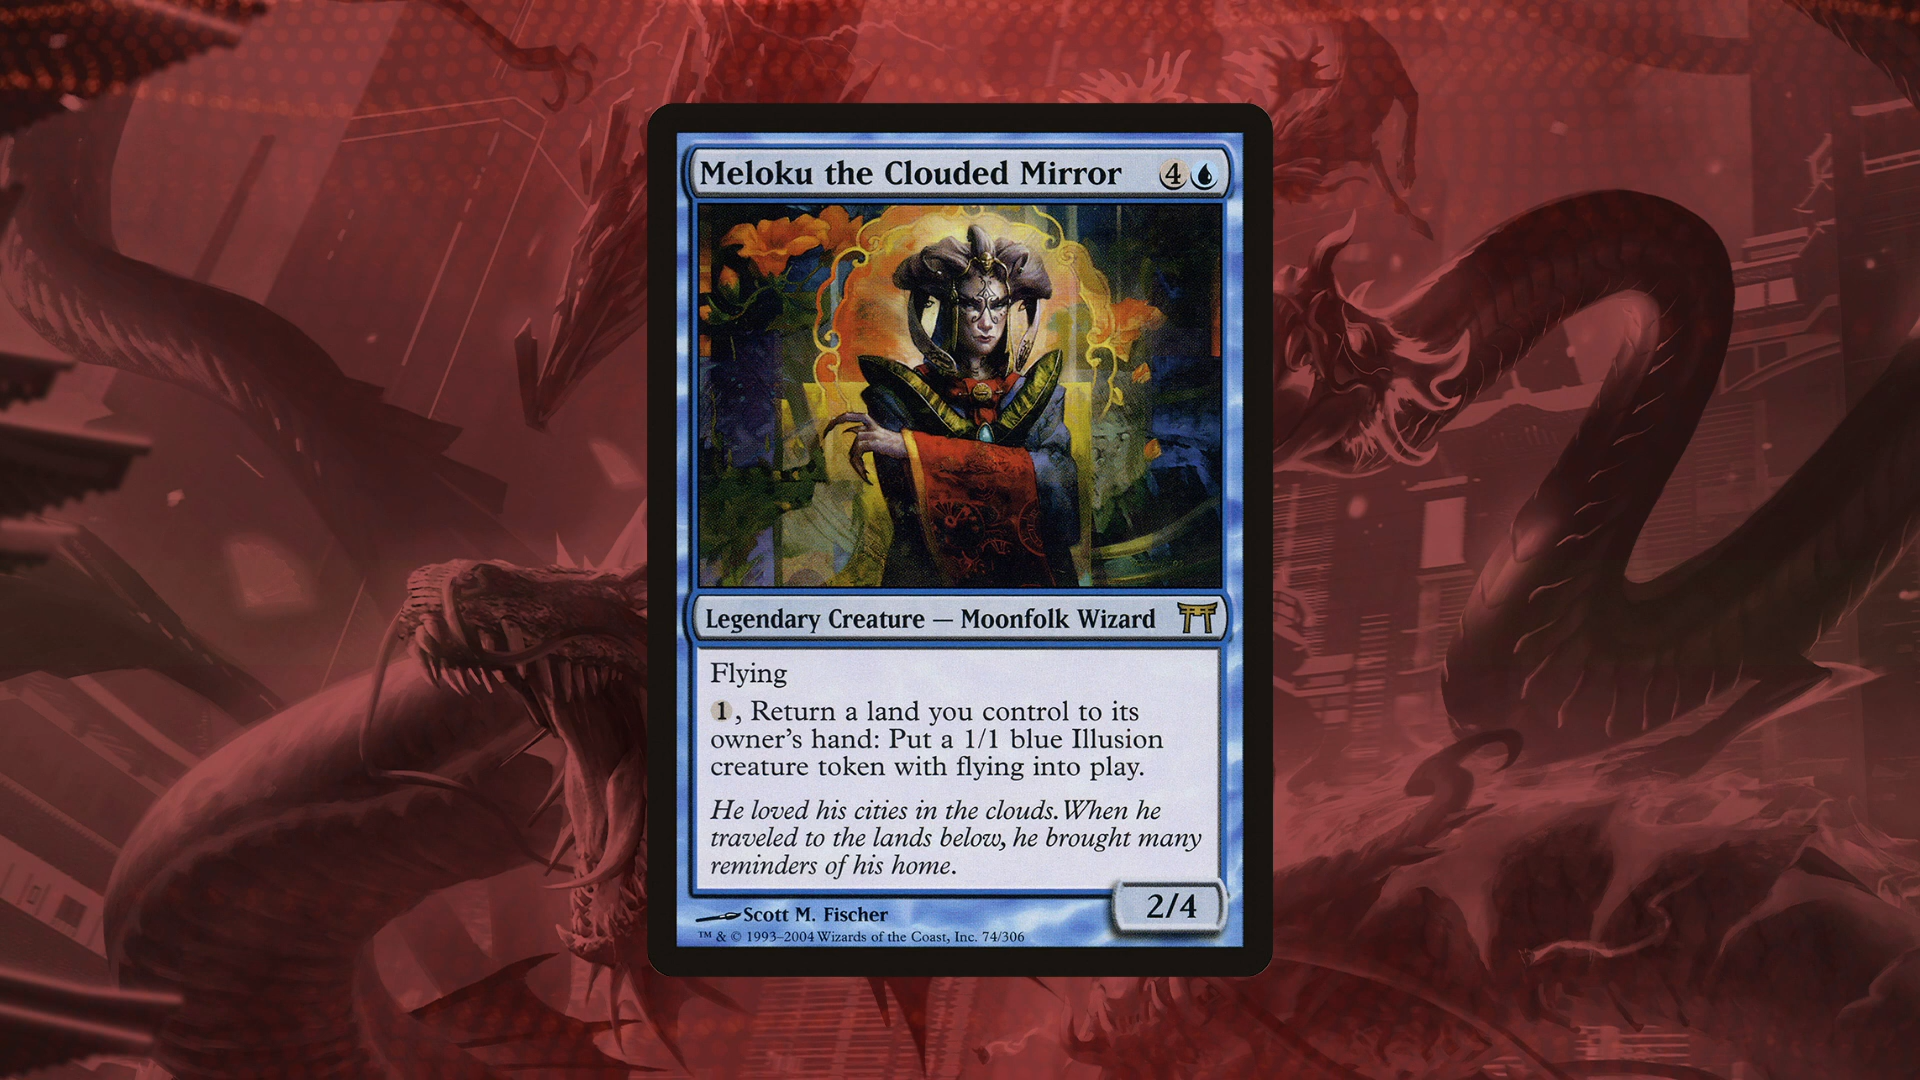 Meloku the Clouded Mirror 4
Legendary Creature — Moonfolk Wizard
Flying
1, Return a land you control to its
owner's hand: Put a 1/1 blue Illusion
creature token with flying into play.
He loved his cities in the clouds. When he
traveled to the lands below, he brought many
reminders of his home.
2/4
Scott M. Fischer
™ & © 1993–2004 Wizards of the Coast, Inc. 74/306